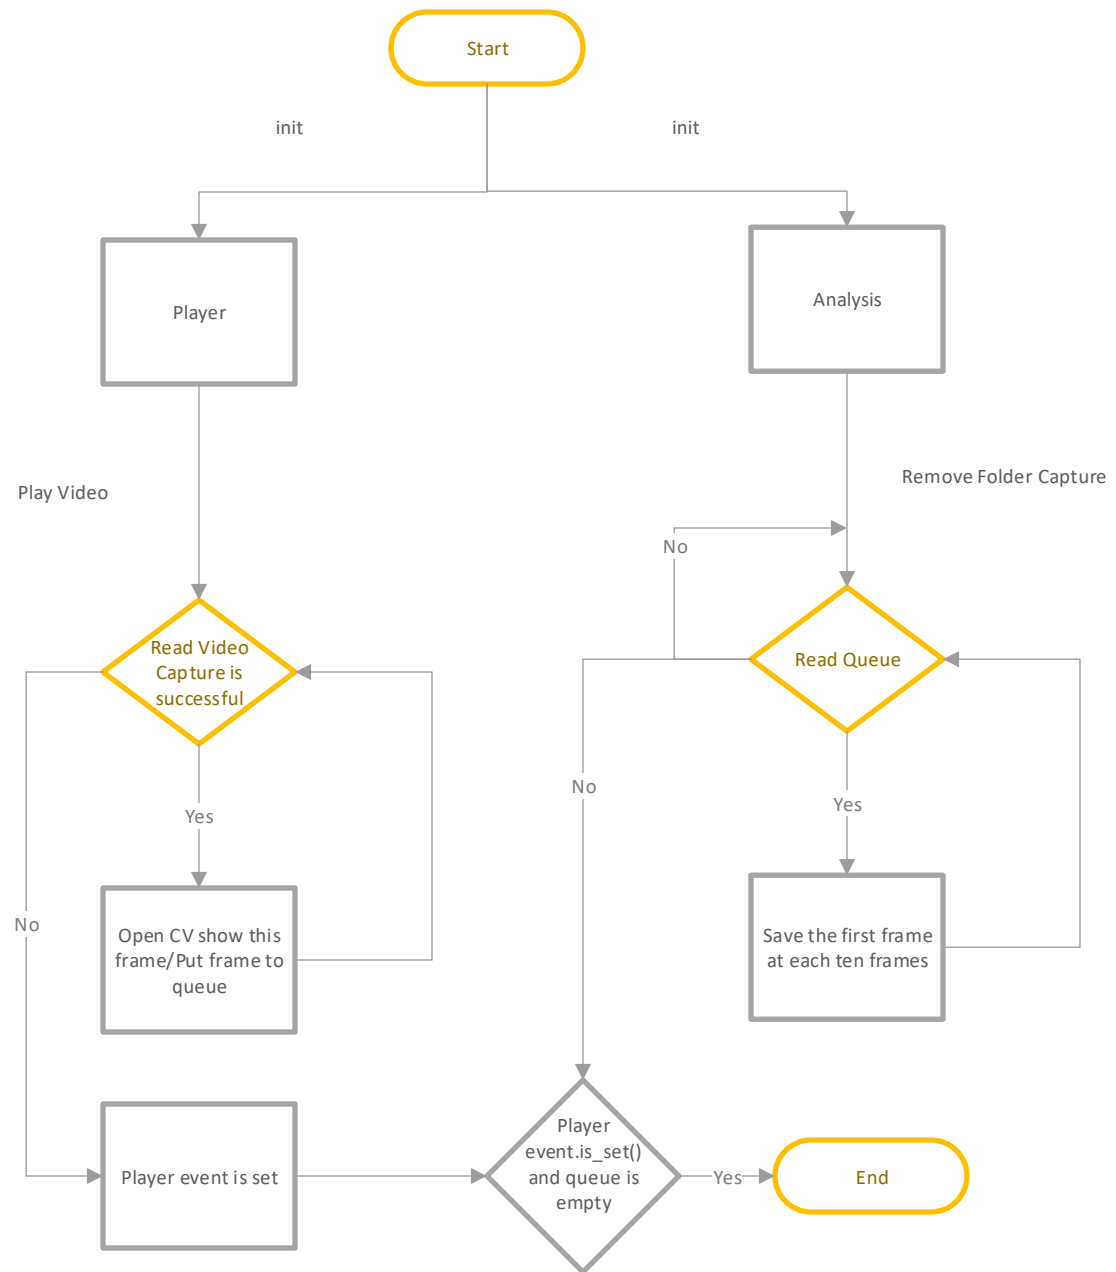 Start
init
init
Player
Analysis
Play Video
Remove Folder Capture
No
Read Video
Capture is
successful
Read Queue
No
Yes
Yes
No
Open CV show this
frame/Put frame to
queue
Save the first frame
at each ten frames
Player event is set
Player
event.is_set()
and queue is
empty
Yes
End